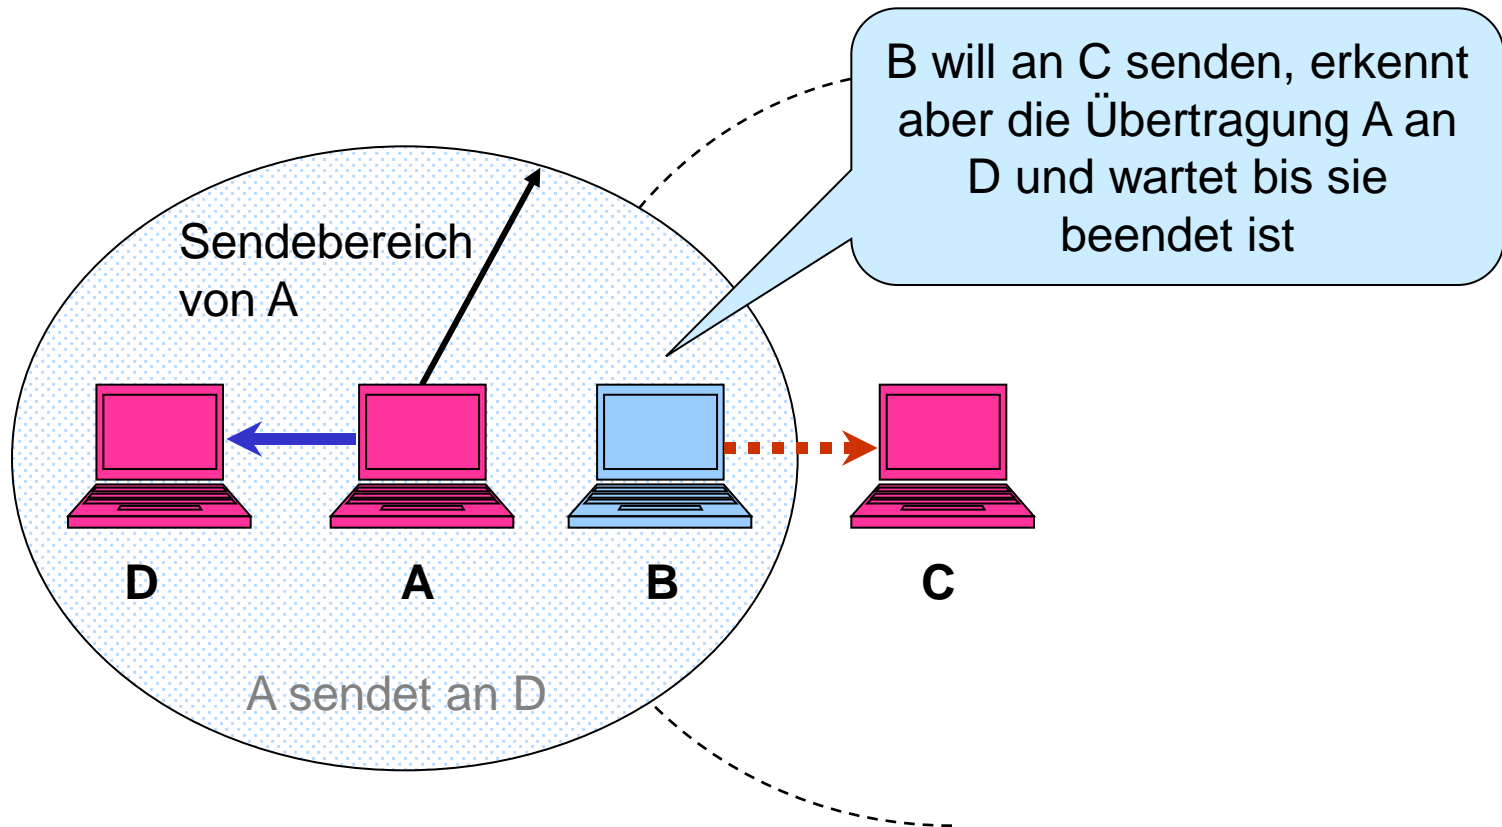 B will an C senden, erkennt
aber die Übertragung A an
D und wartet bis sie
beendet ist
Sendebereich
von A
D
A
B
C
A sendet an D